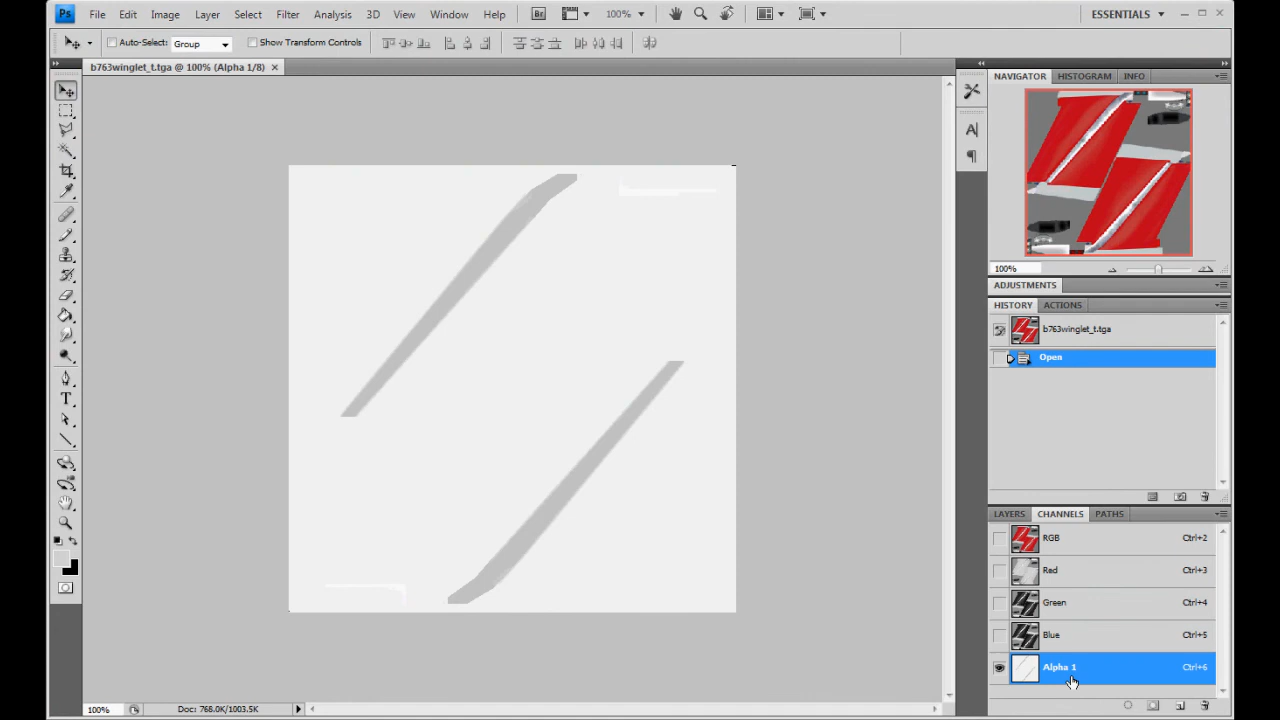 Ps File Edit Image Layer Select Filter Analysis 3D View Window Help Br 100% ESSENTIALS
Auto-Select: Group Show Transform Controls
b763winglet_t.tga @ 100% (Alpha 1/8)
NAVIGATOR HISTOGRAM INFO
100%
ADJUSTMENTS
HISTORY ACTIONS
b763winglet_t.tga
Open
LAYERS CHANNELS PATHS
RGB Ctrl+2
Red Ctrl+3
Green Ctrl+4
Blue Ctrl+5
Alpha 1 Ctrl+6
100% Doc: 768.0K/1003.5K